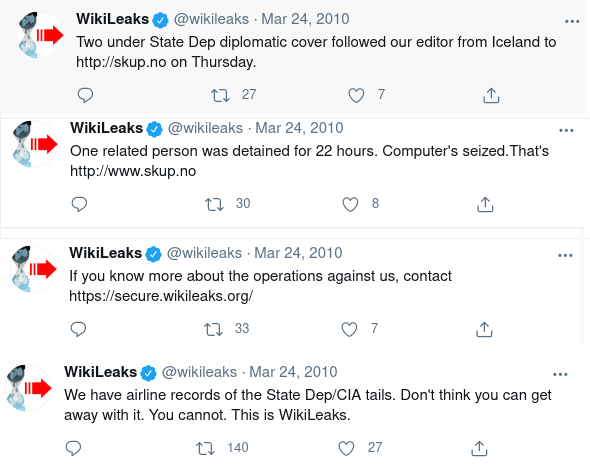 WikiLeaks @wikileaks · Mar 24, 2010
Two under State Dep diplomatic cover followed our editor from Iceland to
http://skup.no on Thursday.
27 7
WikiLeaks @wikileaks · Mar 24, 2010
One related person was detained for 22 hours. Computer's seized.That's
http://www.skup.no
30 8
WikiLeaks @wikileaks · Mar 24, 2010
If you know more about the operations against us, contact
https://secure.wikileaks.org/
33 7
WikiLeaks @wikileaks · Mar 24, 2010
We have airline records of the State Dep/CIA tails. Don't think you can get
away with it. You cannot. This is WikiLeaks.
140 27